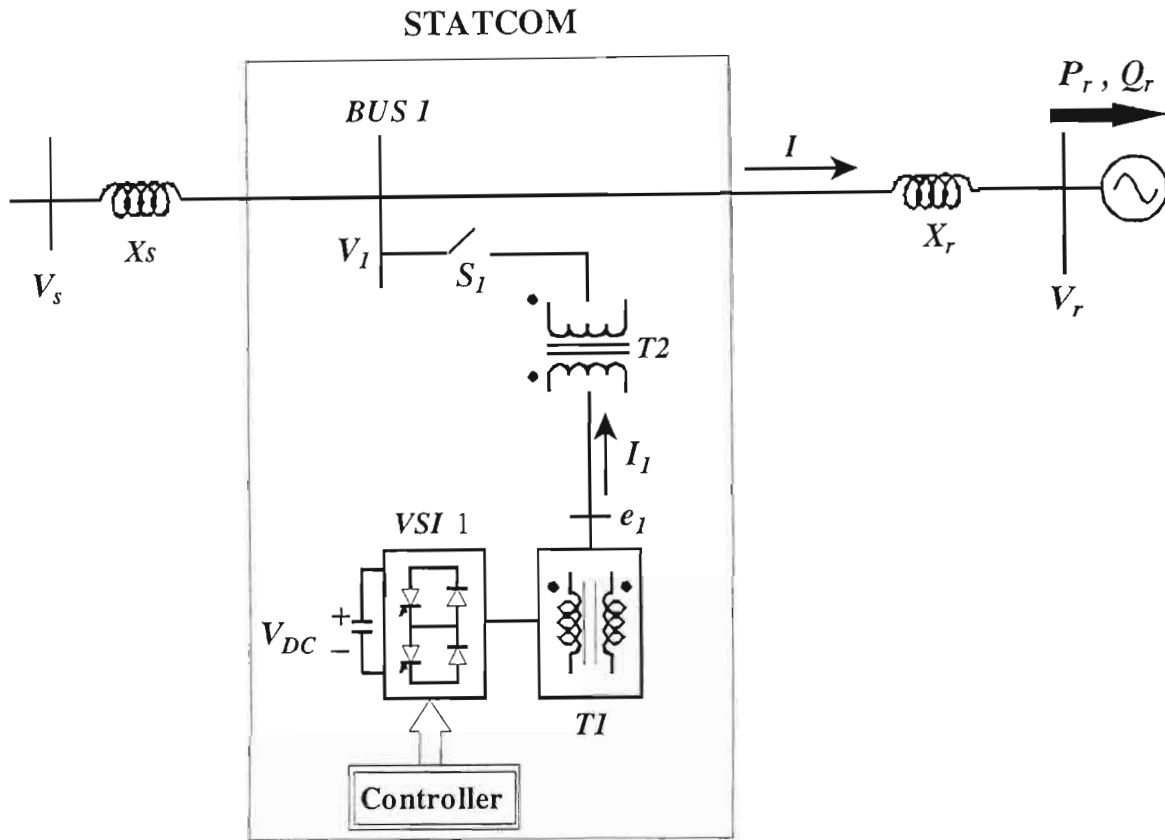 STATCOM
P_r , Q_r
BUS 1
I
X_s
V_1
S_1
X_r
V_s
V_r
T2
I_1
VSI 1
e_1
+
V_DC
−
T1
Controller